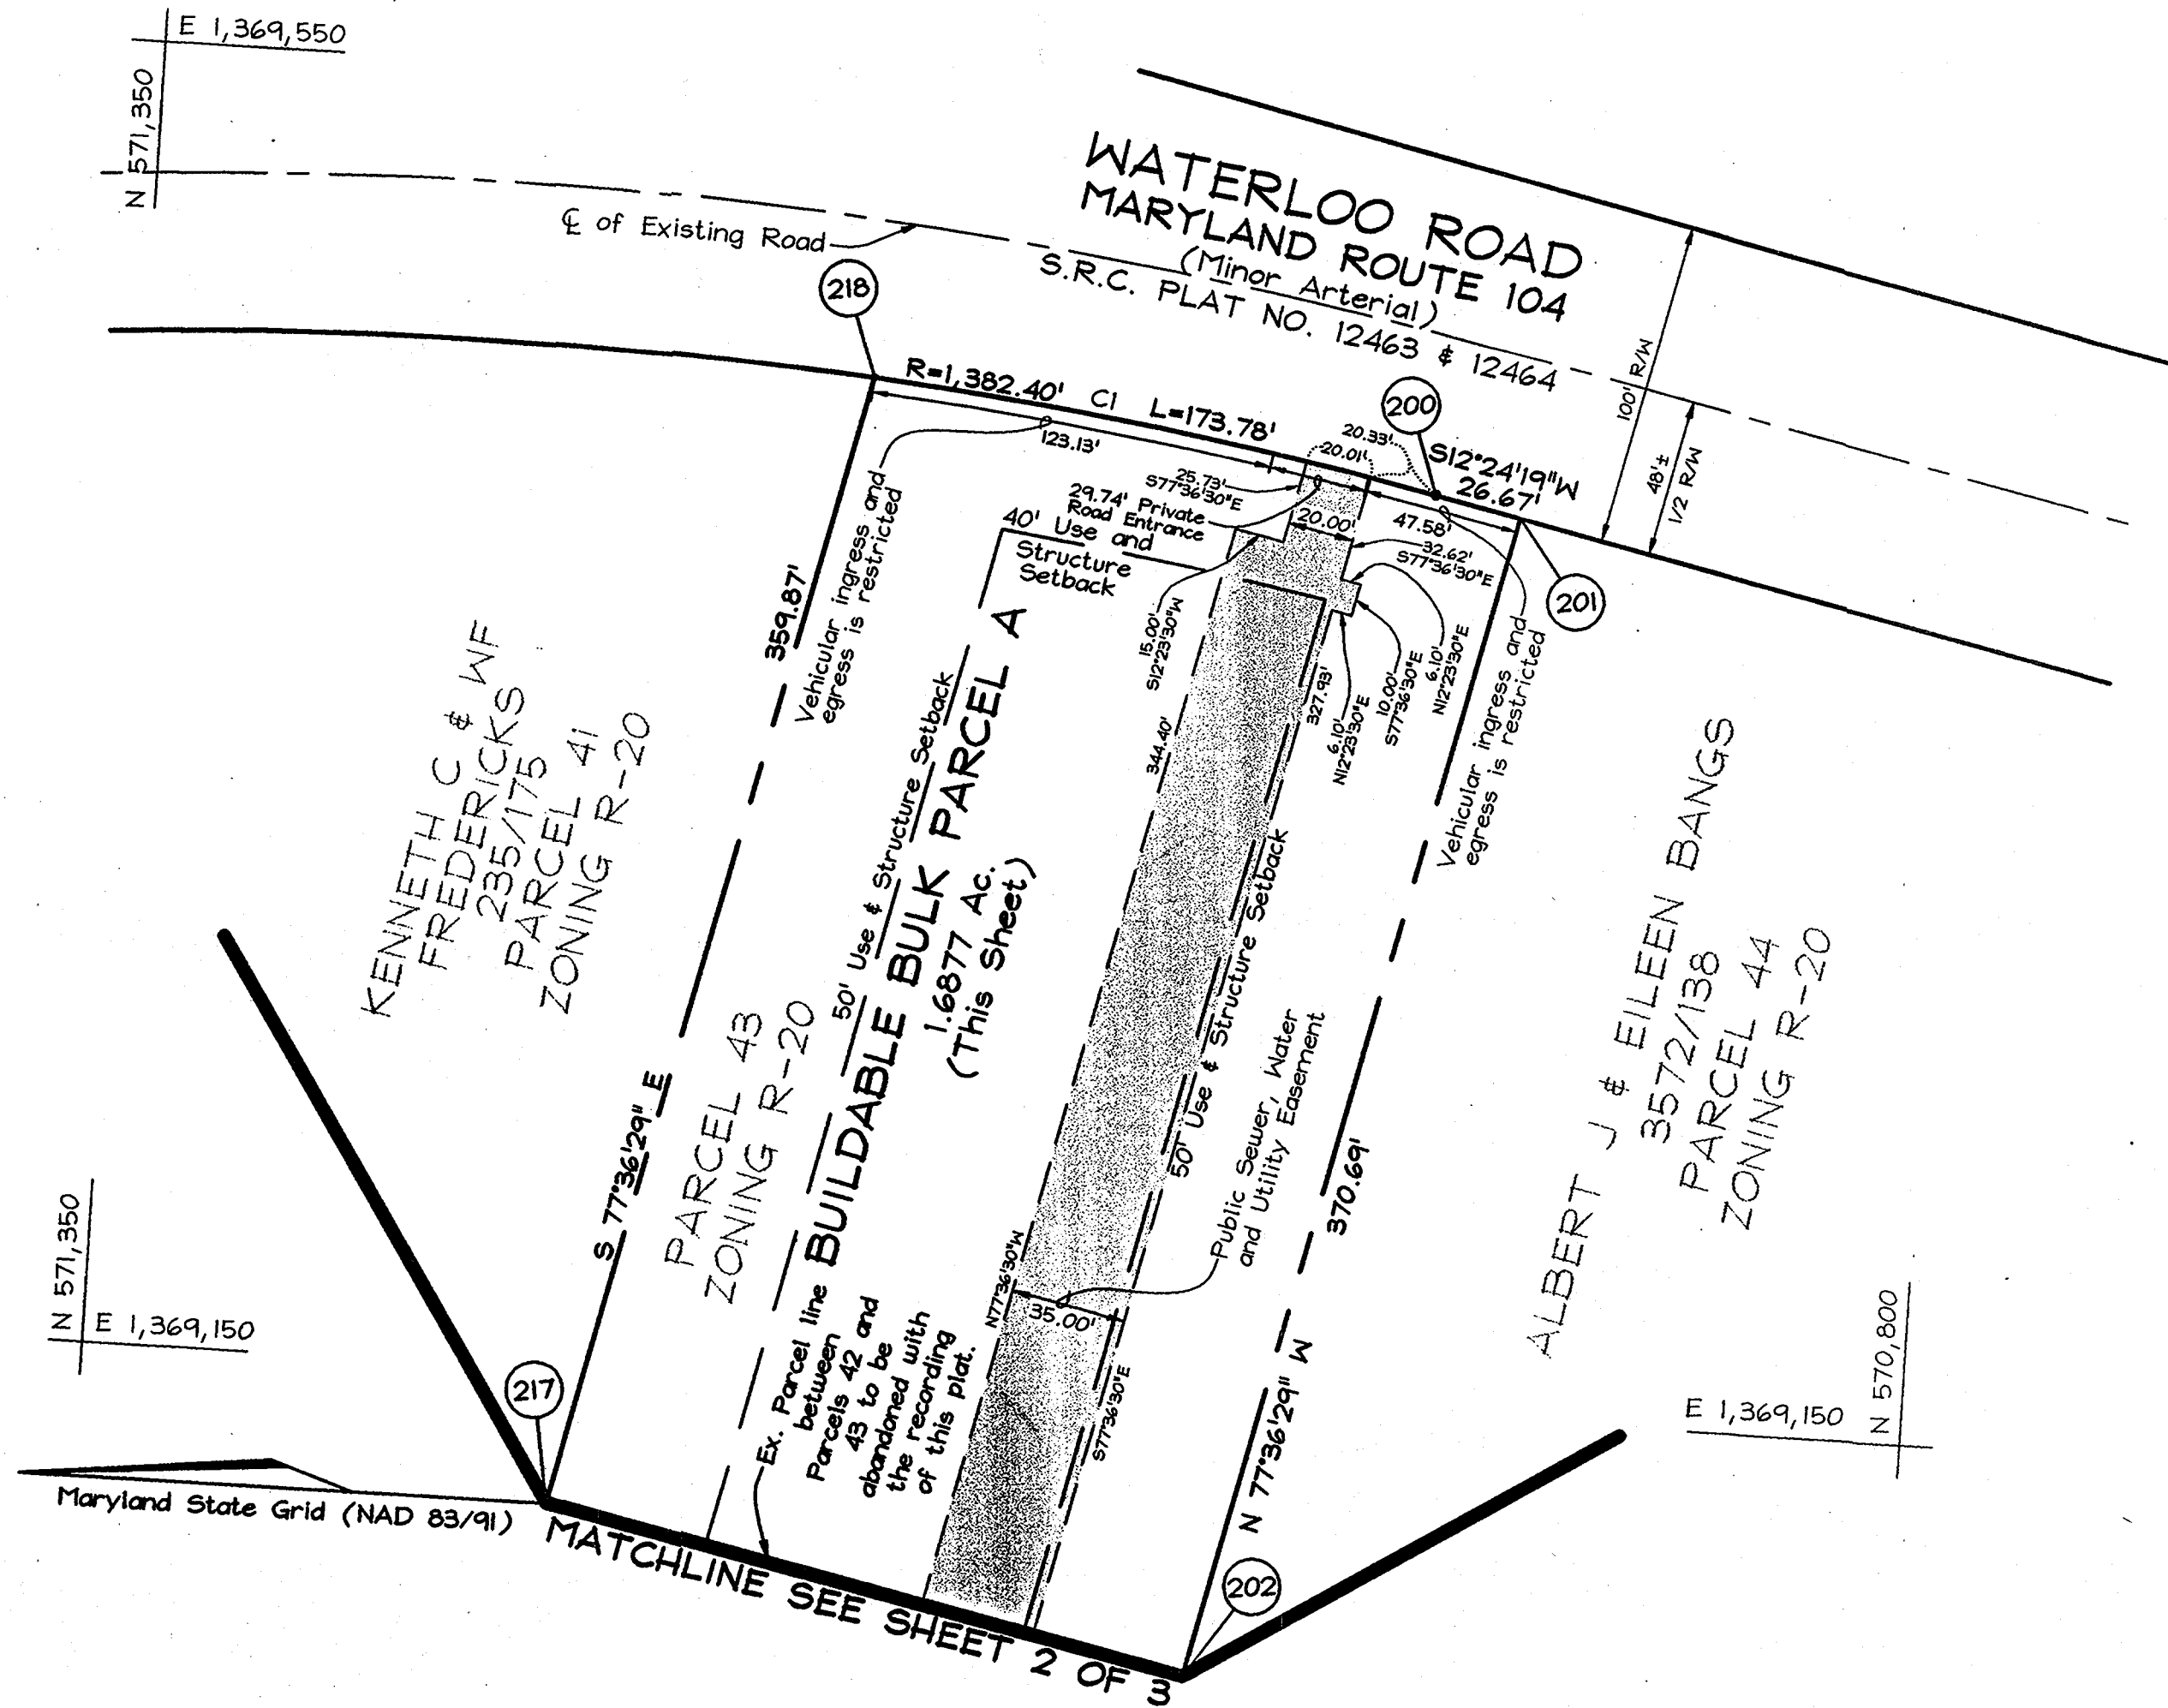 E 1,369,550
N 571,350
WATERLOO ROAD
MARYLAND ROUTE 104
(Minor Arterial)
S.R.C. PLAT NO. 12463 & 12464
℄ of Existing Road
218
R=1,382.40' C1 L=173.78'
123.13'
200
20.33'
20.01'
S12°24'19"W
26.67'
100' R/W
48'±
1/2 R/W
25.73'
S77°36'30"E
29.74' Private
Road Entrance
40' Use and
Structure
Setback
20.00'
47.58'
32.62'
S77°36'30"E
201
Vehicular ingress and
egress is restricted
359.87'
15.00'
S12°23'30"W
6.10'
N12°23'30"E
10.00'
S77°36'30"E
6.10'
N12°23'30"E
327.93'
344.40'
Vehicular ingress and
egress is restricted
KENNETH C & WF
FREDERICKS
235/175
PARCEL 41
ZONING R-20
50' Use & Structure Setback
BUILDABLE BULK PARCEL A
1.6877 Ac.
(This Sheet)
50' Use & Structure Setback
ALBERT J & EILEEN BANGS
3572/138
PARCEL 44
ZONING R-20
PARCEL 43
ZONING R-20
S 77°36'29" E
Public Sewer, Water
and Utility Easement
370.69'
N77°36'30"W
35.00'
S77°36'30"E
N 77°36'29" W
Ex. Parcel line
between
Parcels 42 and
43 to be
abandoned with
the recording
of this plat.
N 571,350
E 1,369,150
N 570,800
E 1,369,150
217
Maryland State Grid (NAD 83/91)
202
MATCHLINE SEE SHEET 2 OF 3